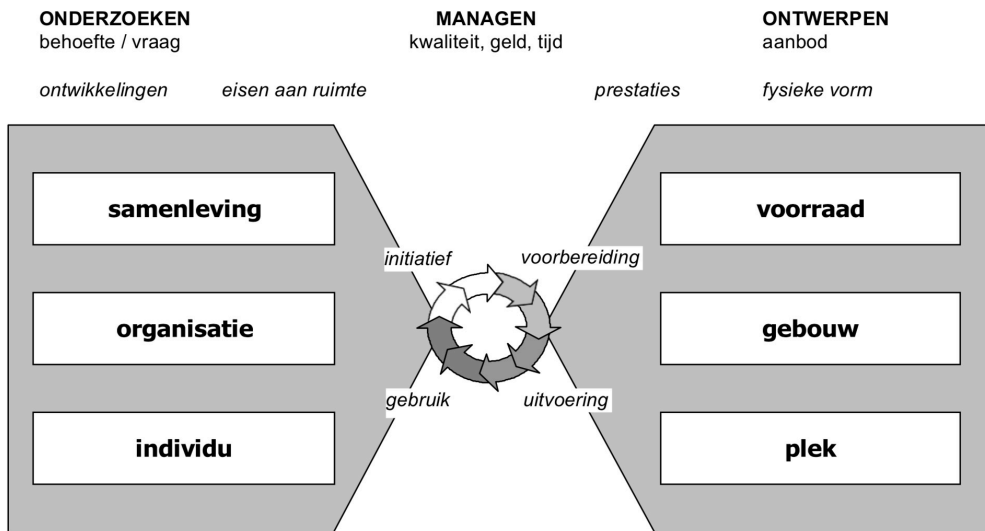 ONDERZOEKEN
behoefte / vraag
MANAGEN
kwaliteit, geld, tijd
ONTWERPEN
aanbod
ontwikkelingen
eisen aan ruimte
prestaties
fysieke vorm
samenleving
organisatie
individu
initiatief
voorbereiding
gebruik
uitvoering
voorraad
gebouw
plek